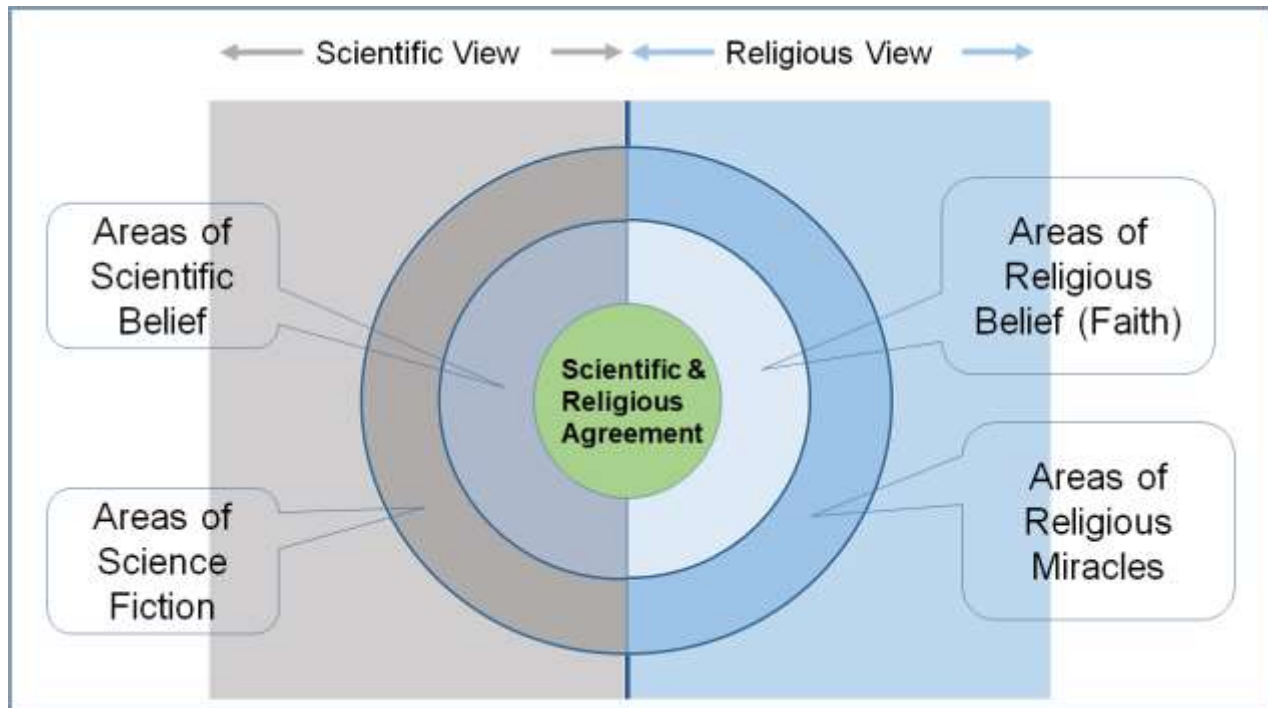 Scientific View
Religious View
Areas of
Scientific
Belief
Areas of
Religious
Belief (Faith)
Scientific &
Religious
Agreement
Areas of
Science
Fiction
Areas of
Religious
Miracles